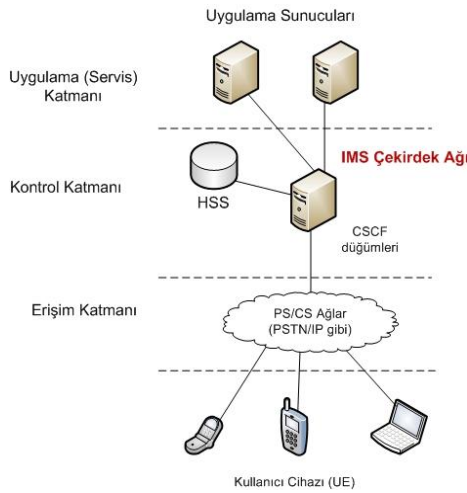 Uygulama Sunucuları
Uygulama (Servis)
Katmanı
IMS Çekirdek Ağı
Kontrol Katmanı
HSS
CSCF
düğümleri
Erişim Katmanı
PS/CS Ağlar
(PSTN/IP gibi)
Kullanıcı Cihazı (UE)